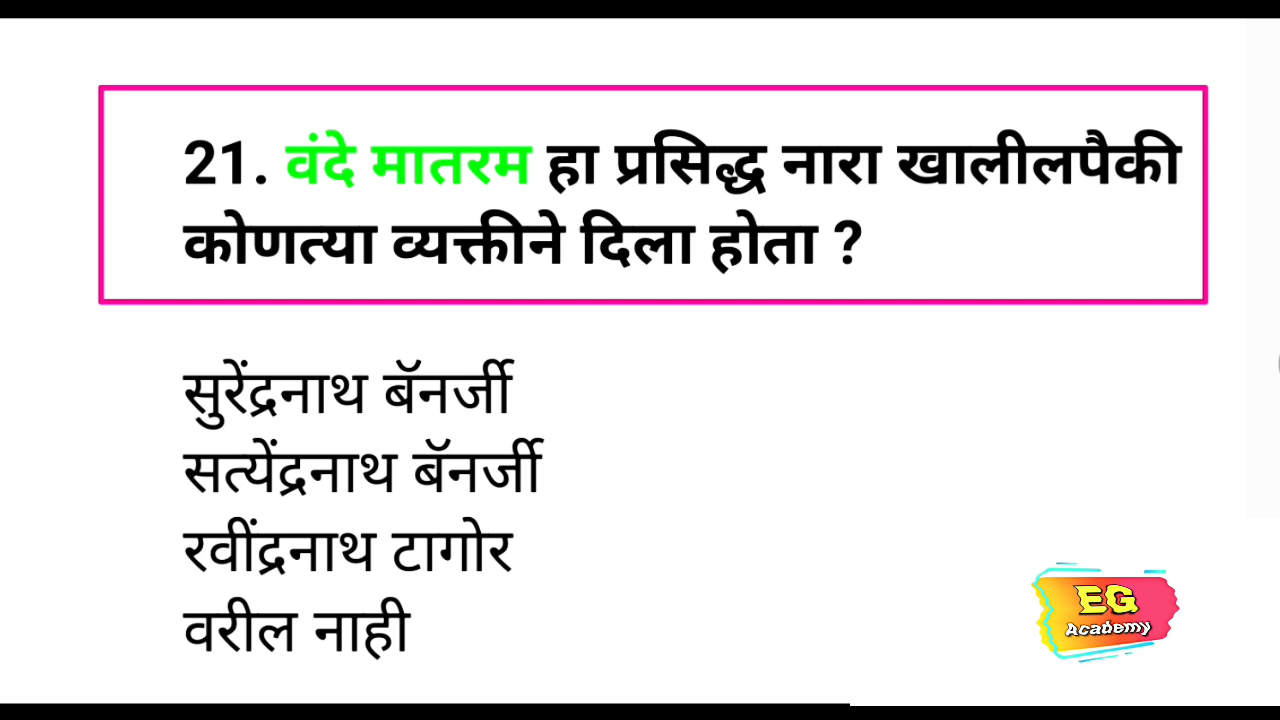 21. वंदे मातरम हा प्रसिद्ध नारा खालीलपैकी
कोणत्या व्यक्तीने दिला होता ?
सुरेंद्रनाथ बॅनर्जी
सत्येंद्रनाथ बॅनर्जी
रवींद्रनाथ टागोर
वरील नाही
EG
Academy